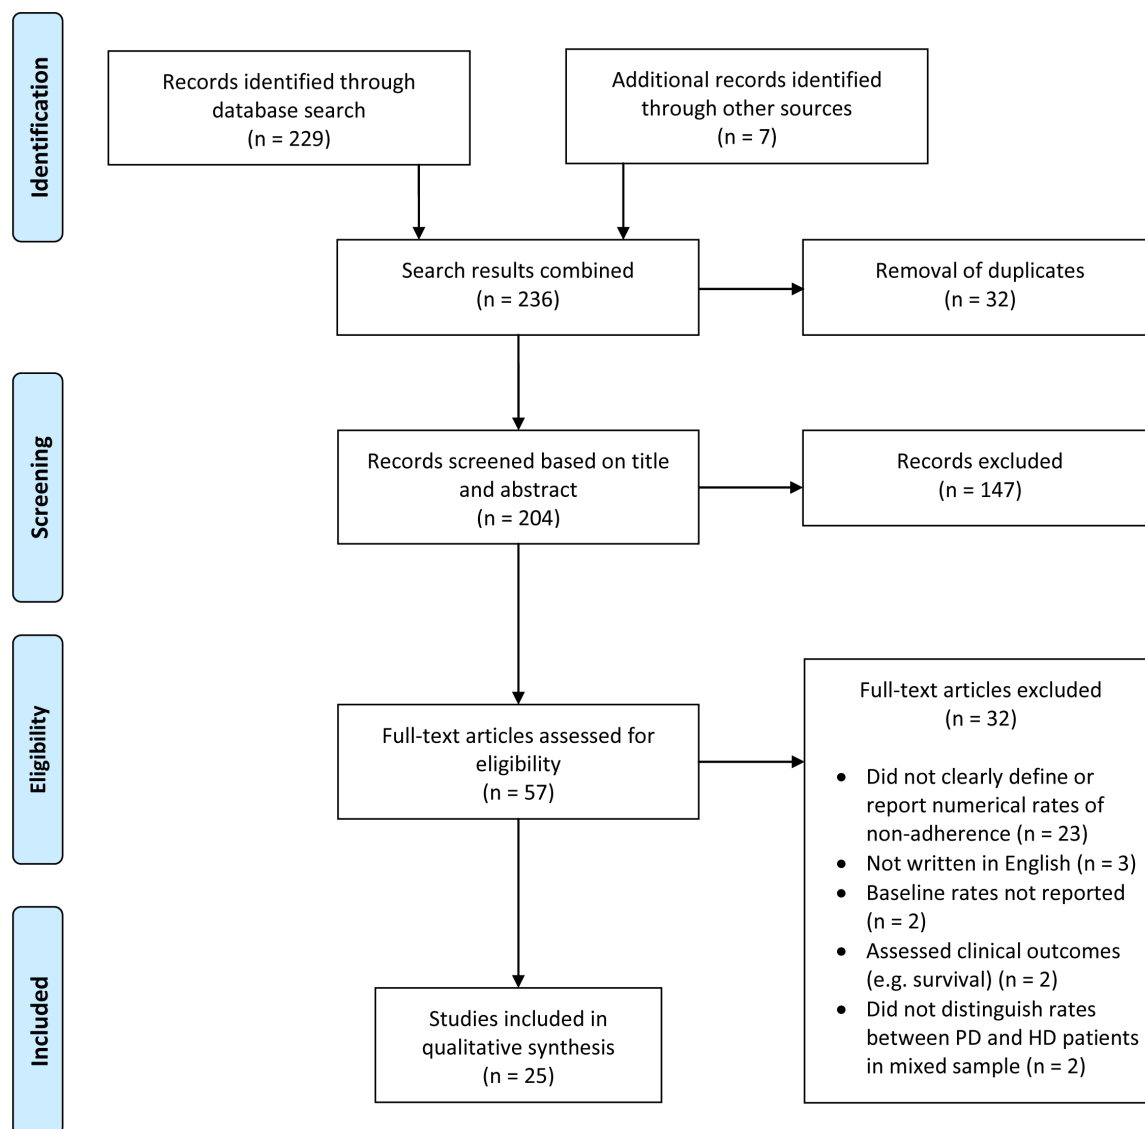 Identification
Records identified through
database search
(n = 229)
Additional records identified
through other sources
(n = 7)
Search results combined
(n = 236)
Removal of duplicates
(n = 32)
Screening
Records screened based on title
and abstract
(n = 204)
Records excluded
(n = 147)
Eligibility
Full-text articles assessed for
eligibility
(n = 57)
Full-text articles excluded
(n = 32)
• Did not clearly define or
report numerical rates of
non-adherence (n = 23)
• Not written in English (n = 3)
• Baseline rates not reported
(n = 2)
• Assessed clinical outcomes
(e.g. survival) (n = 2)
• Did not distinguish rates
between PD and HD patients
in mixed sample (n = 2)
Included
Studies included in
qualitative synthesis
(n = 25)